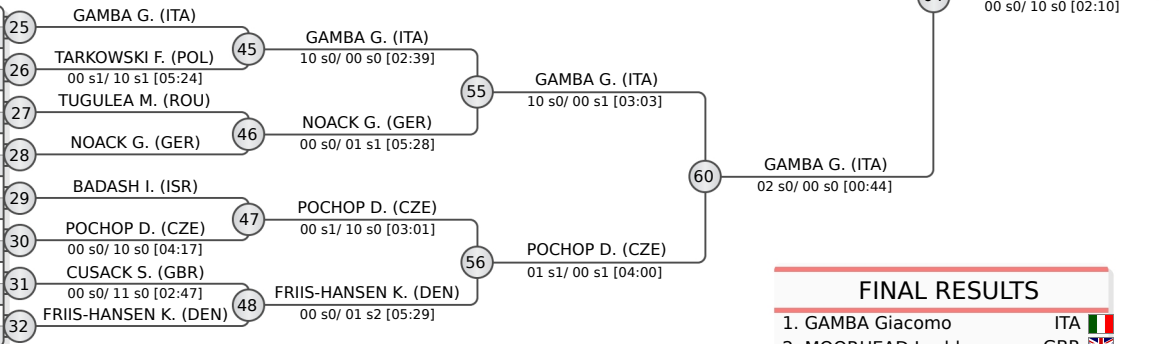 00 s0/ 10 s0 [02:10]
25
GAMBA G. (ITA)
26
TARKOWSKI F. (POL)
00 s1/ 10 s1 [05:24]
45
GAMBA G. (ITA)
10 s0/ 00 s0 [02:39]
27
TUGULEA M. (ROU)
28
NOACK G. (GER)
46
NOACK G. (GER)
00 s0/ 01 s1 [05:28]
55
GAMBA G. (ITA)
10 s0/ 00 s1 [03:03]
29
BADASH I. (ISR)
30
POCHOP D. (CZE)
00 s0/ 10 s0 [04:17]
47
POCHOP D. (CZE)
00 s1/ 10 s0 [03:01]
31
CUSACK S. (GBR)
00 s0/ 11 s0 [02:47]
32
FRIIS-HANSEN K. (DEN)
48
FRIIS-HANSEN K. (DEN)
00 s0/ 01 s2 [05:29]
56
POCHOP D. (CZE)
01 s1/ 00 s1 [04:00]
60
GAMBA G. (ITA)
02 s0/ 00 s0 [00:44]
FINAL RESULTS
1. GAMBA Giacomo ITA